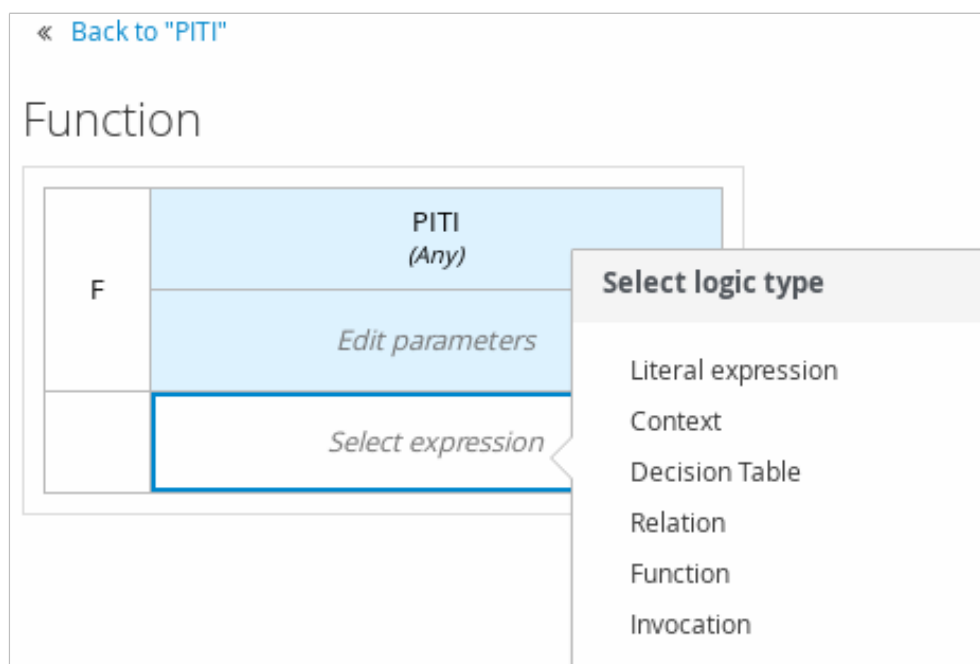 « Back to "PITI"
Function
PITI
(Any)
F
Edit parameters
Select expression
Select logic type
Literal expression
Context
Decision Table
Relation
Function
Invocation